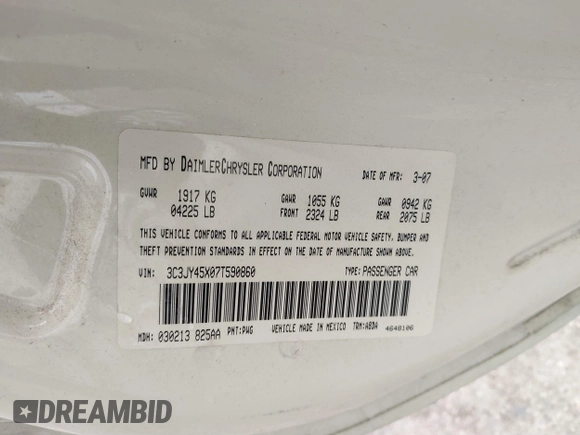 MFD BY DAIMLERCHRYSLER CORPORATION DATE OF MFR 3-07
GVWR 1917 KG 04225 LB GAWR FRONT 1055 KG 2324 LB GAWR REAR 0942 KG 2075 LB
THIS VEHICLE CONFORMS TO ALL APPLICABLE FEDERAL MOTOR VEHICLE SAFETY, BUMPER AND
THEFT PREVENTION STANDARDS IN EFFECT ON THE DATE OF MANUFACTURE SHOWN ABOVE.
VIN: 3C3JY45X07T590860 TYPE: PASSENGER CAR
MDH: 030213 825AA PNT: PWG VEHICLE MADE IN MEXICO TRM: ABDA 4648106
DREAMBID